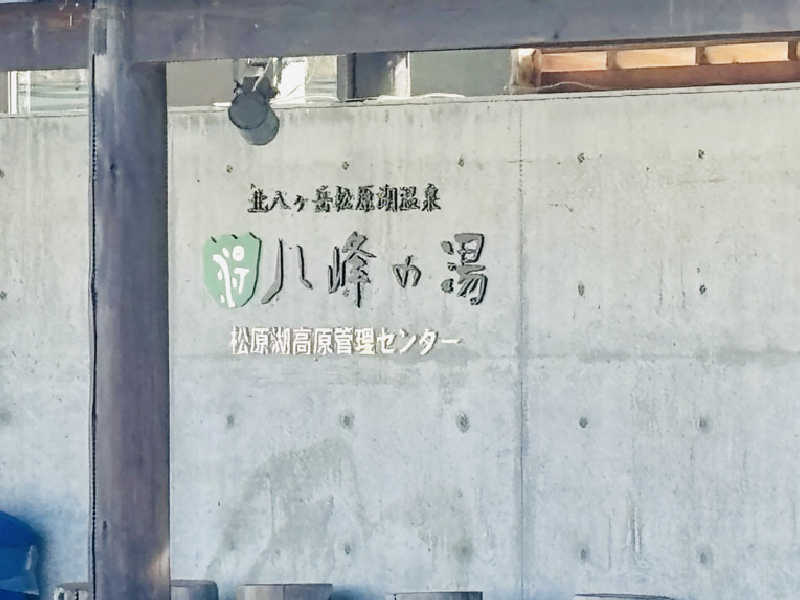 北八ヶ岳松原湖温泉
八峰の湯
松原湖高原管理センター